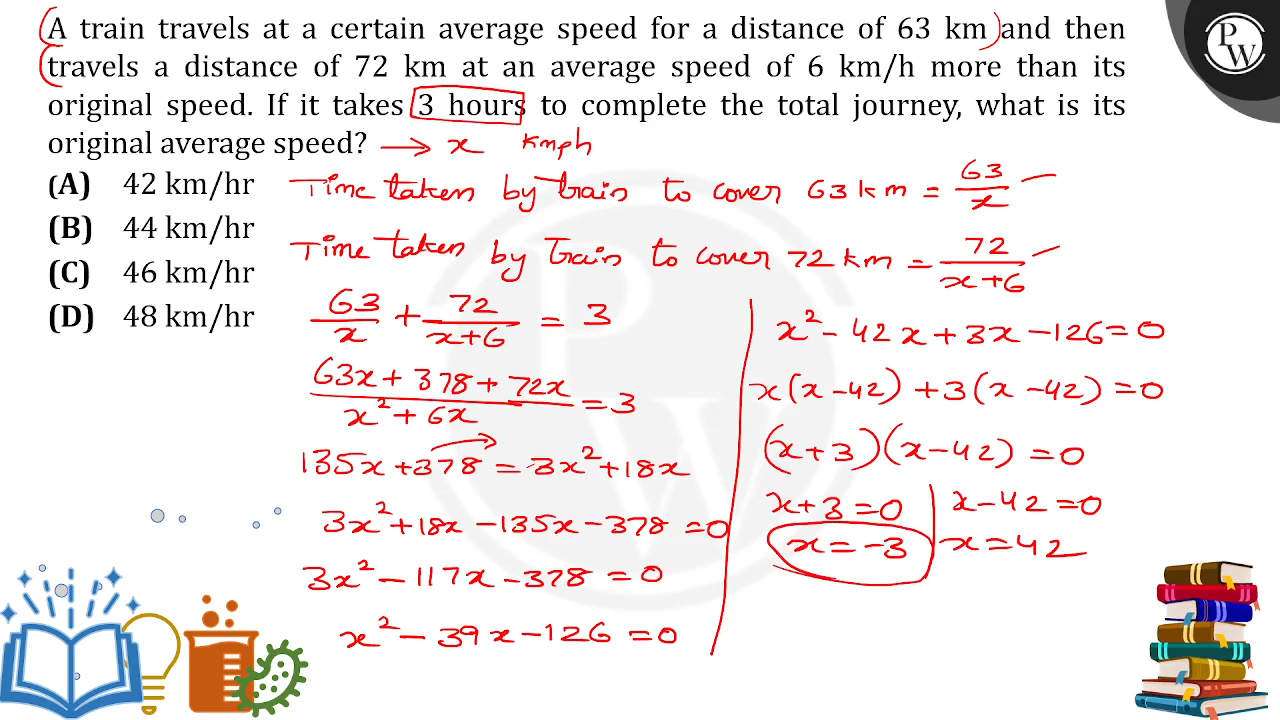 A train travels at a certain average speed for a distance of 63 km and then
travels a distance of 72 km at an average speed of 6 km/h more than its
original speed. If it takes 3 hours to complete the total journey, what is its
original average speed? → x kmph
(A) 42 km/hr
(B) 44 km/hr
(C) 46 km/hr
(D) 48 km/hr
Time taken by train to cover 63 km = 63/x
Time taken by train to cover 72 km = 72/(x+6)
63/x + 72/(x+6) = 3
(63x + 378 + 72x)/(x² + 6x) = 3
135x + 378 = 3x² + 18x
3x² + 18x - 135x - 378 = 0
3x² - 117x - 378 = 0
x² - 39x - 126 = 0
x² - 42x + 3x - 126 = 0
x(x - 42) + 3(x - 42) = 0
(x + 3)(x - 42) = 0
x + 3 = 0 | x - 42 = 0
x = -3 | x = 42
PW
PW